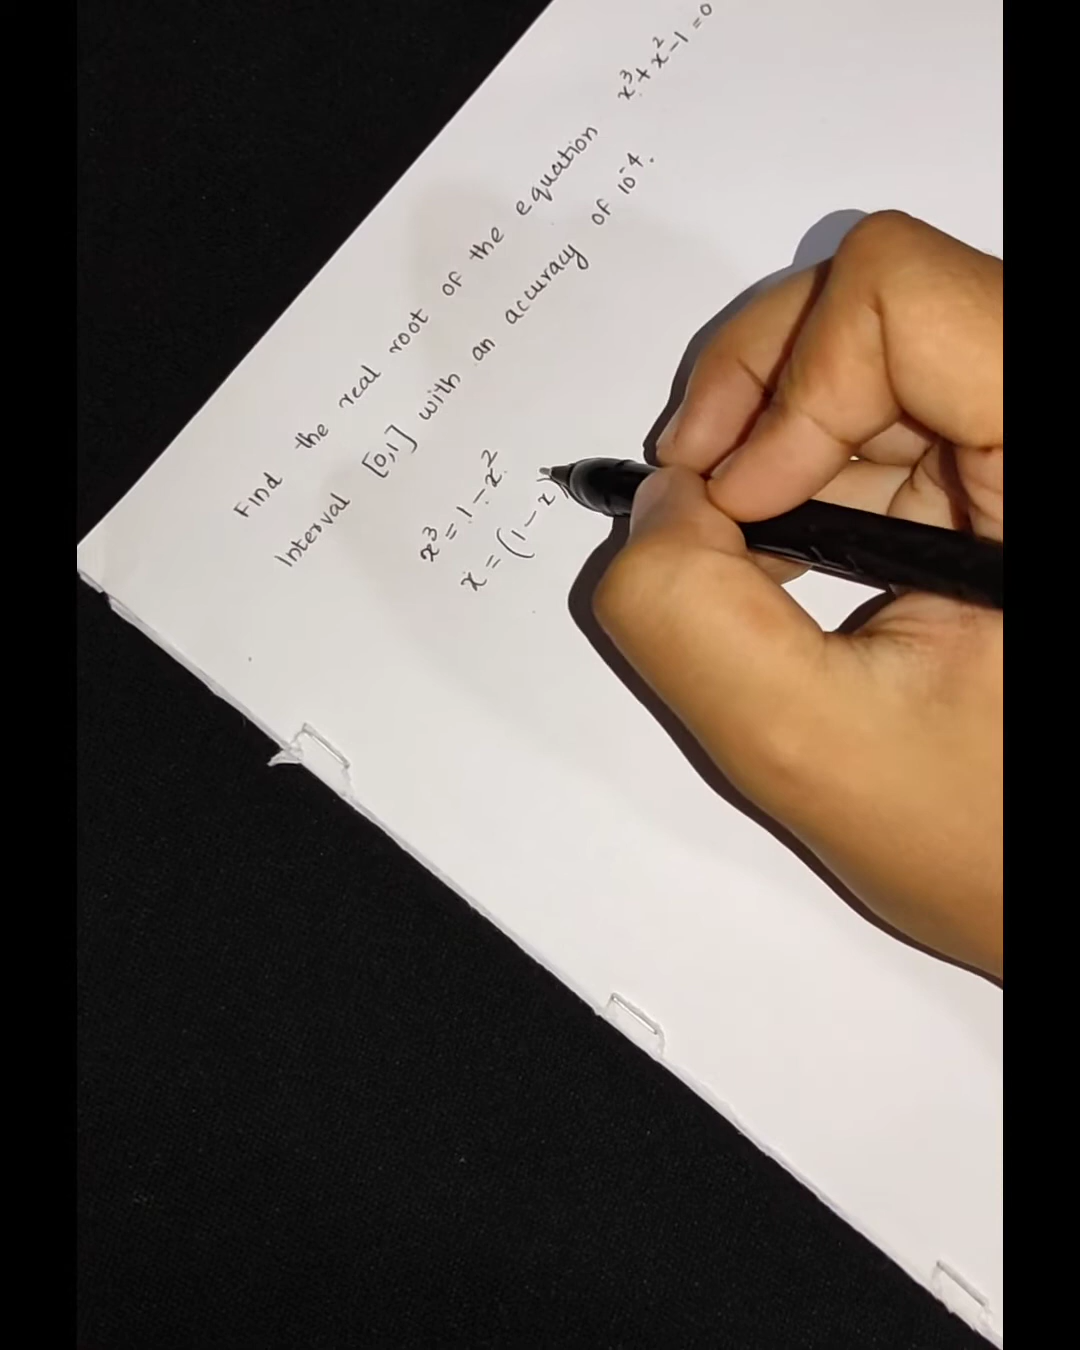 Find the real root of the equation x³+x²-1=0
Interval [0,1] with an accuracy of 10⁻⁴.
x³=1-x²
x=(1-x)